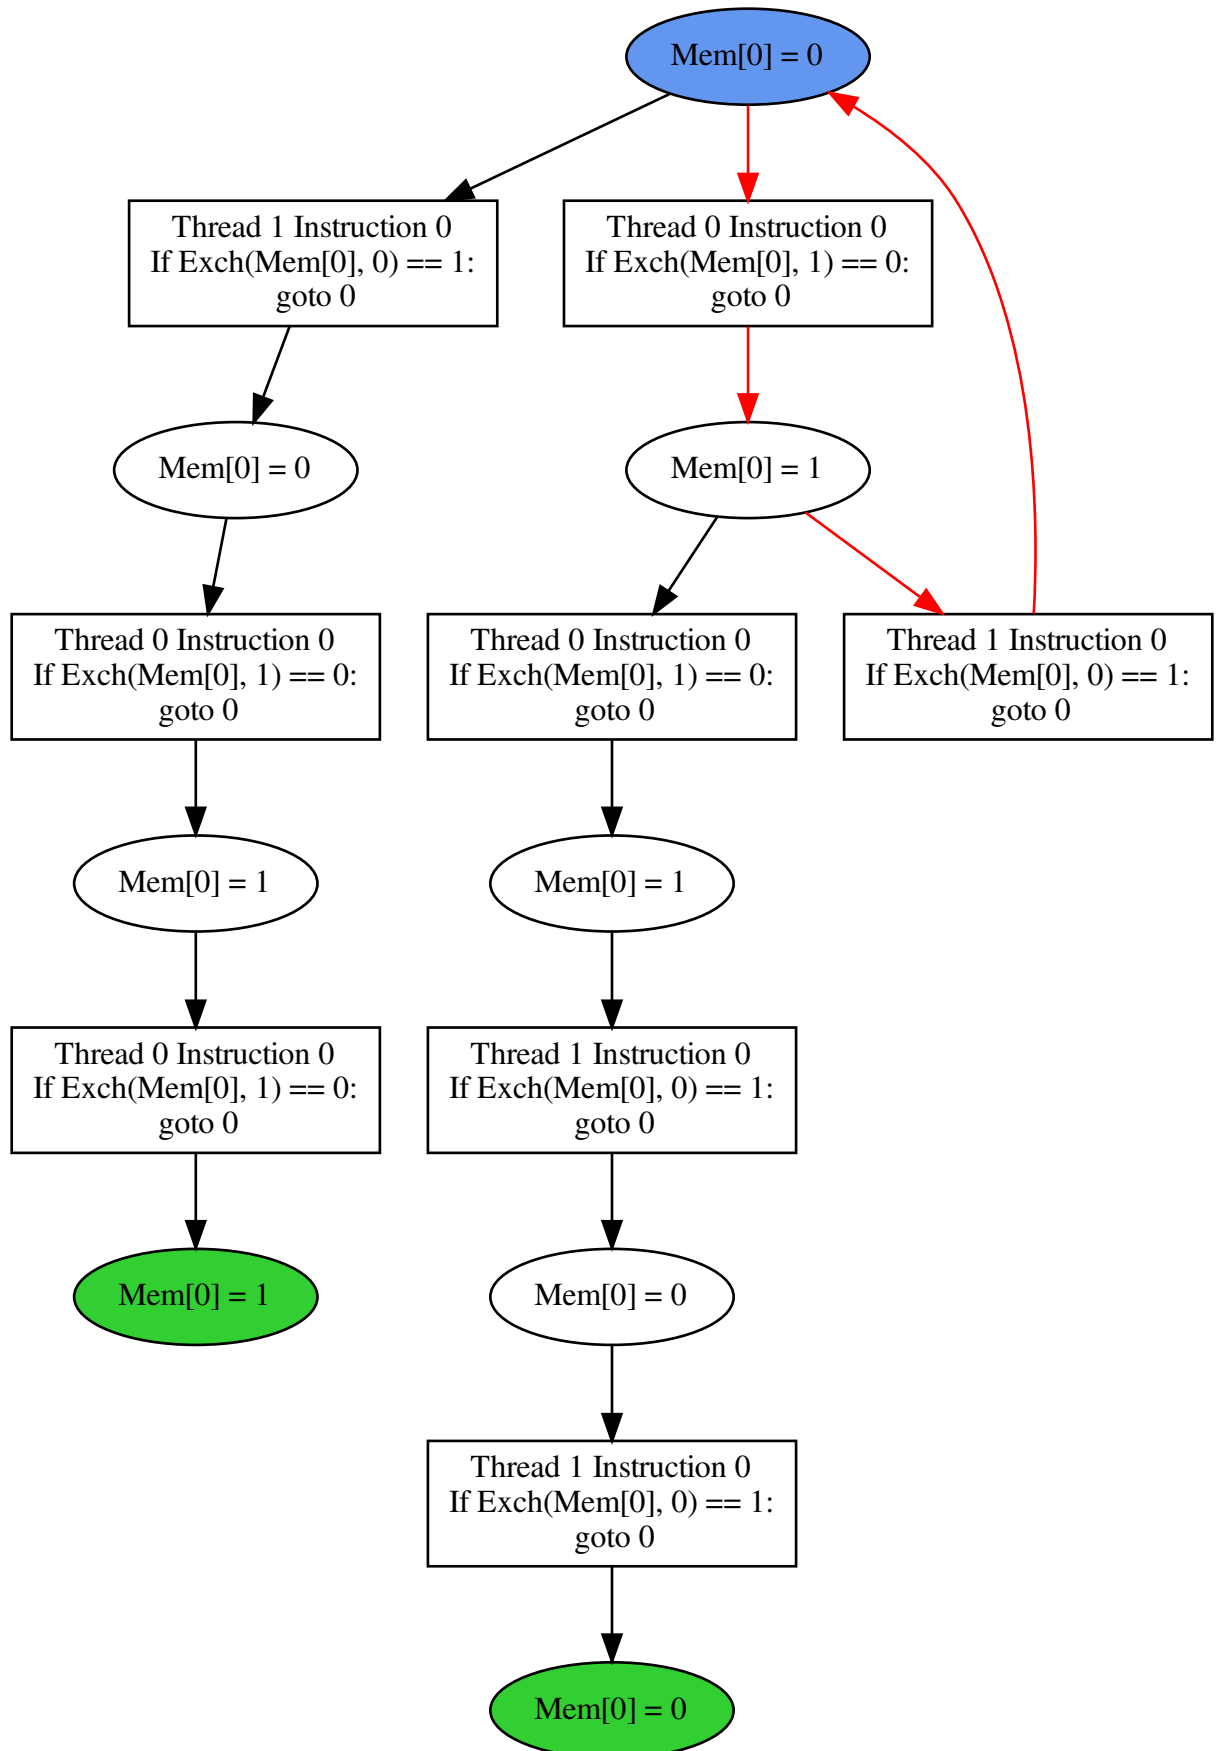 Mem[0] = 0
Thread 1 Instruction 0
If Exch(Mem[0], 0) == 1:
goto 0
Thread 0 Instruction 0
If Exch(Mem[0], 1) == 0:
goto 0
Mem[0] = 0
Mem[0] = 1
Thread 0 Instruction 0
If Exch(Mem[0], 1) == 0:
goto 0
Thread 0 Instruction 0
If Exch(Mem[0], 1) == 0:
goto 0
Thread 1 Instruction 0
If Exch(Mem[0], 0) == 1:
goto 0
Mem[0] = 1
Mem[0] = 1
Thread 0 Instruction 0
If Exch(Mem[0], 1) == 0:
goto 0
Thread 1 Instruction 0
If Exch(Mem[0], 0) == 1:
goto 0
Mem[0] = 1
Mem[0] = 0
Thread 1 Instruction 0
If Exch(Mem[0], 0) == 1:
goto 0
Mem[0] = 0